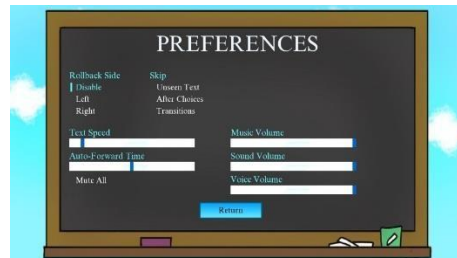 PREFERENCES
Rollback Side
Disable
Left
Right
Skip
Unseen Text
After Choices
Transitions
Text Speed
Auto-Forward Time
Mute All
Music Volume
Sound Volume
Voice Volume
Return